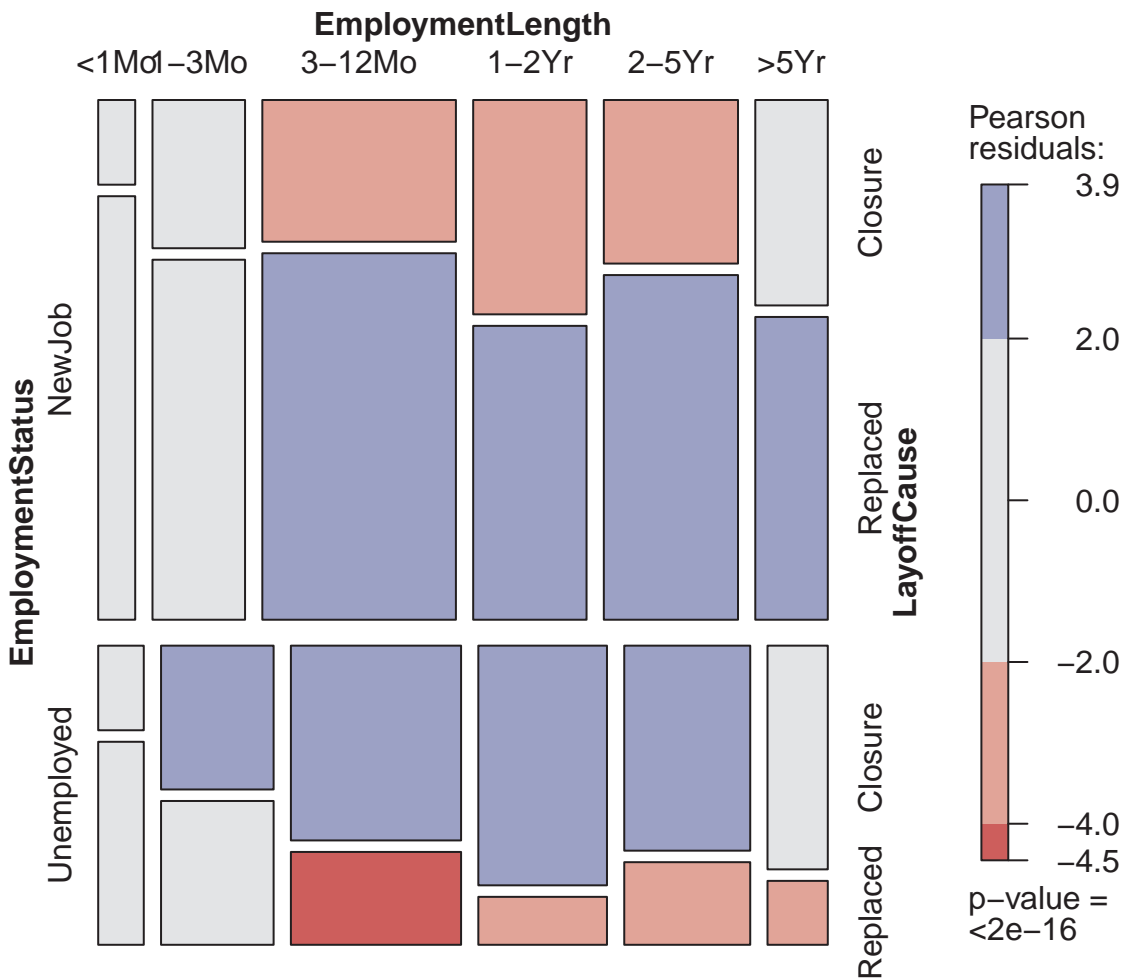 EmploymentLength
<1Mo 1−3Mo 3−12Mo 1−2Yr 2−5Yr >5Yr
EmploymentStatus
NewJob
Unemployed
Closure
Replaced
Closure
Replaced
LayoffCause
Pearson
residuals:
3.9
2.0
0.0
−2.0
−4.0
−4.5
p−value =
<2e−16